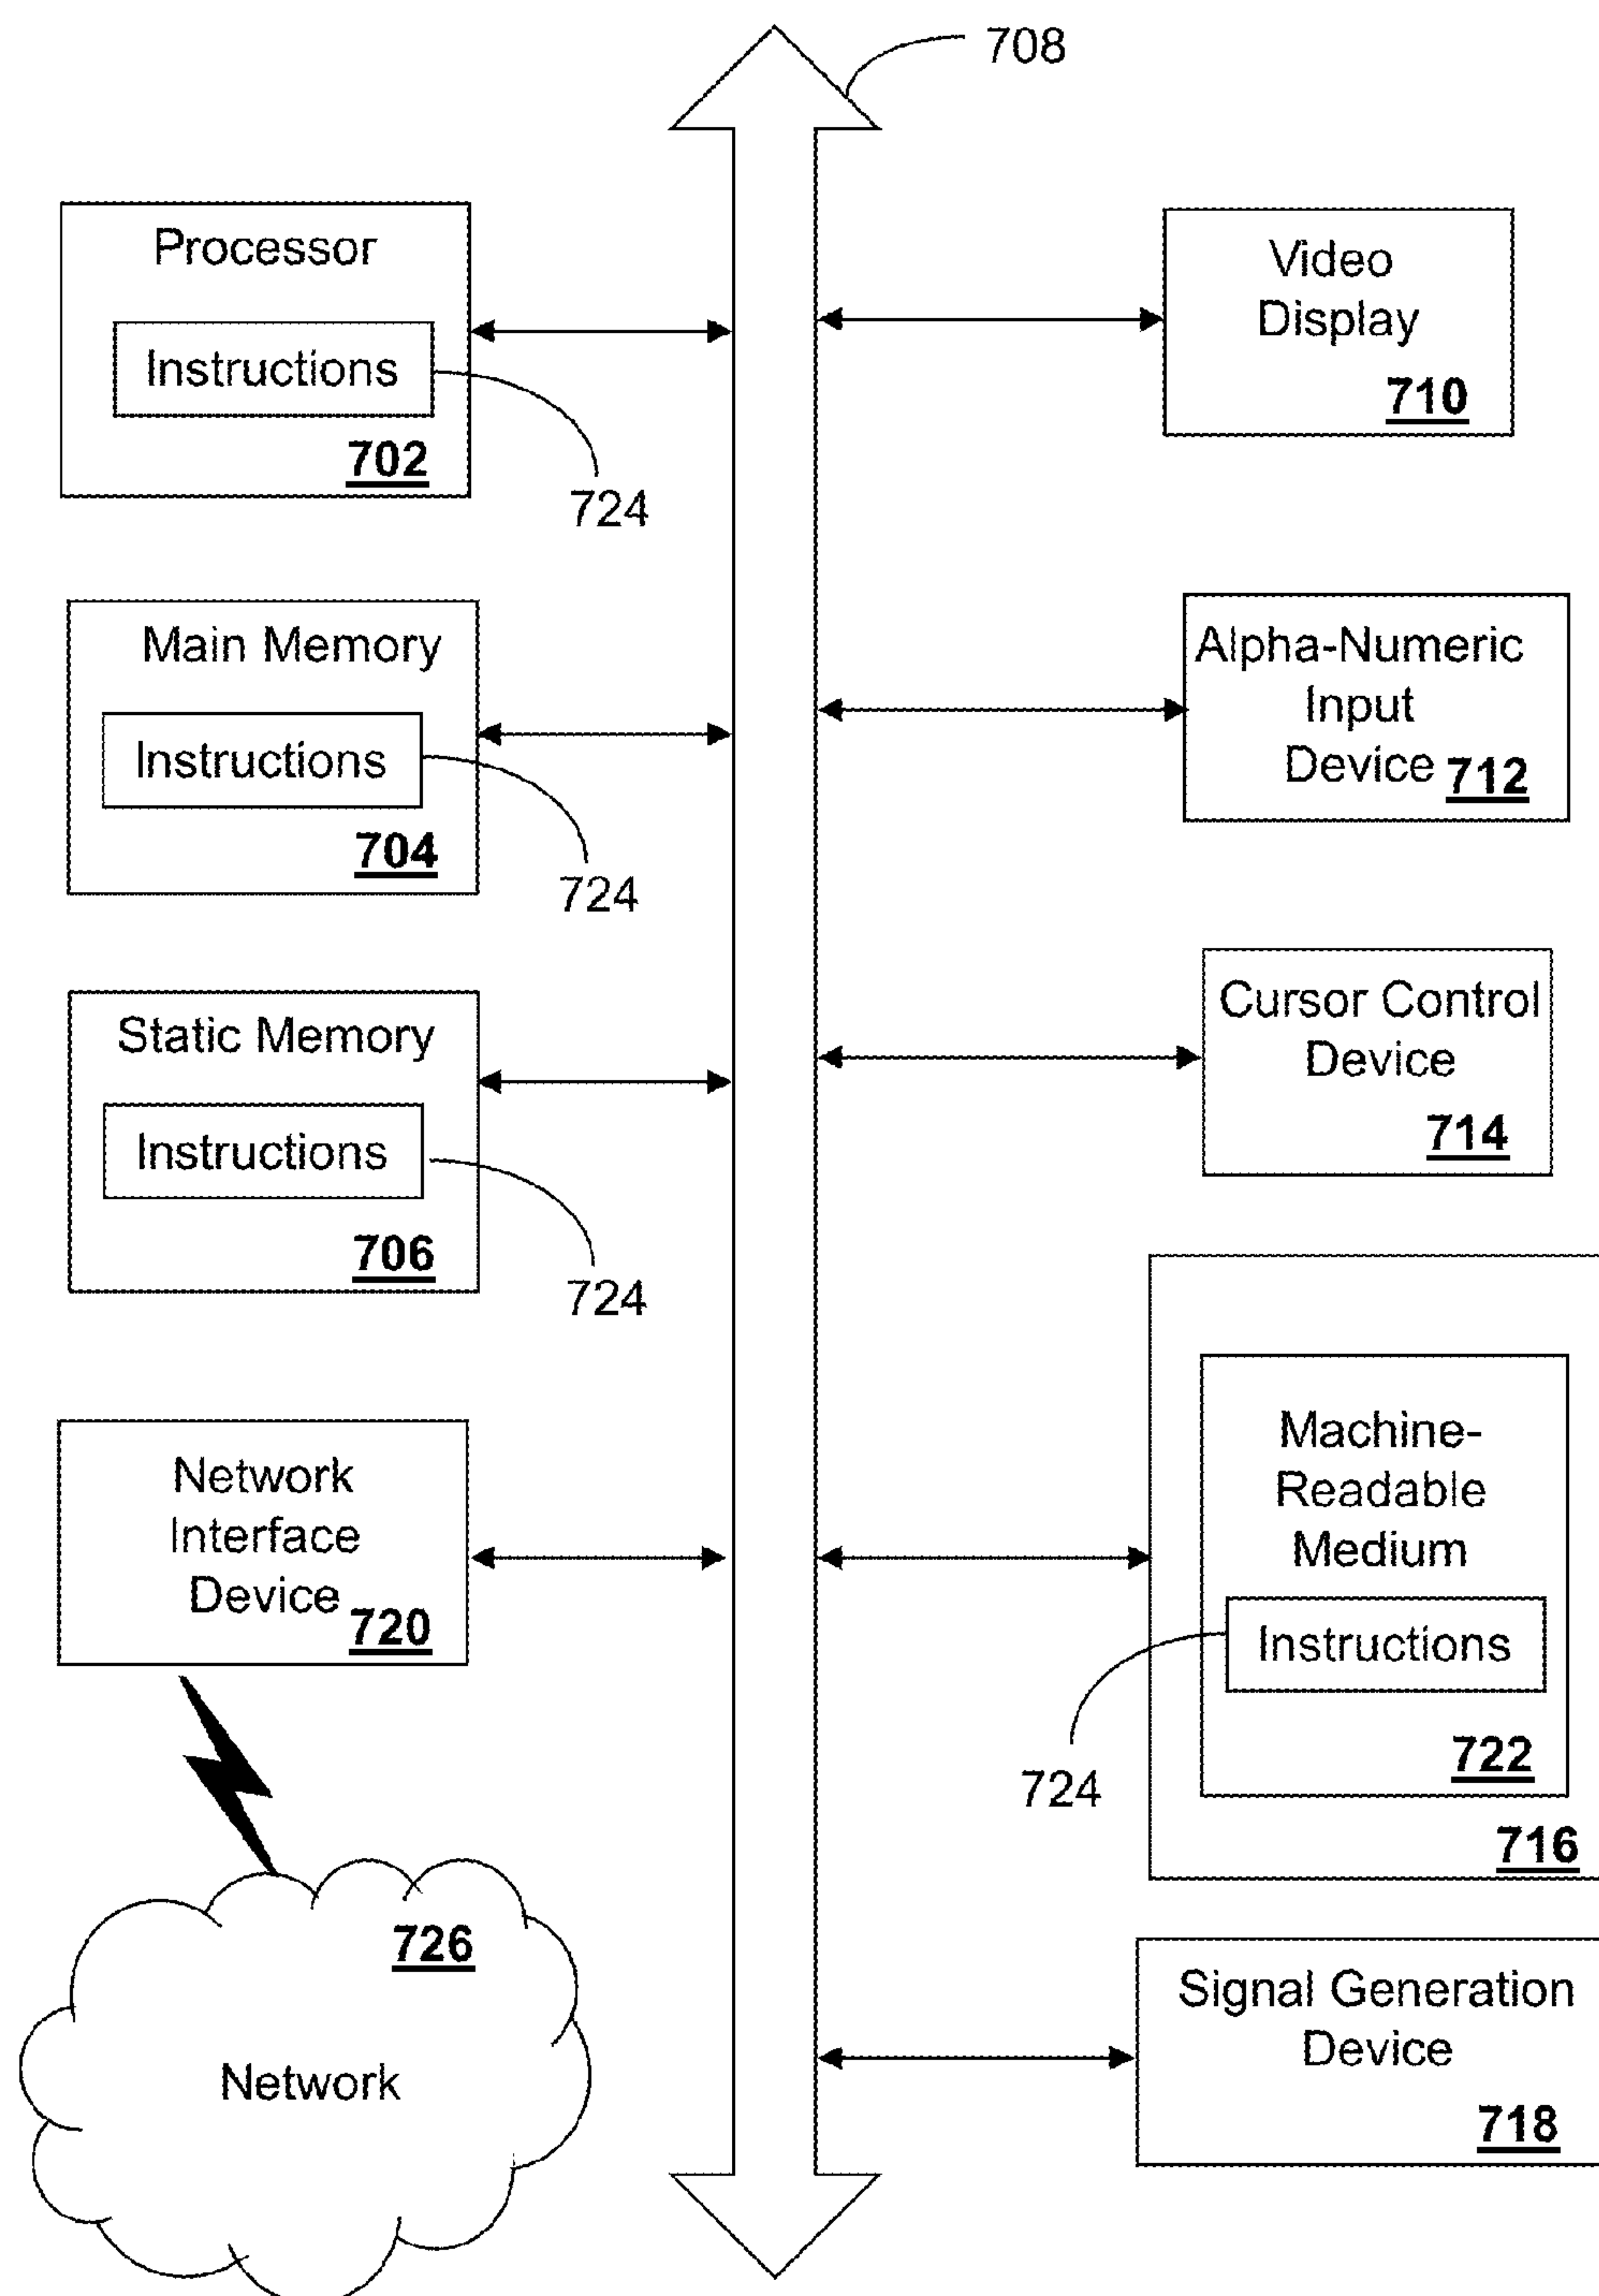 708
Processor
Instructions
702
724
Main Memory
Instructions
704
724
Static Memory
Instructions
706
724
Network
Interface
Device
720
726
Network
Video
Display
710
Alpha-Numeric
Input
Device 712
Cursor Control
Device
714
Machine-
Readable
Medium
Instructions
722
724
716
Signal Generation
Device
718